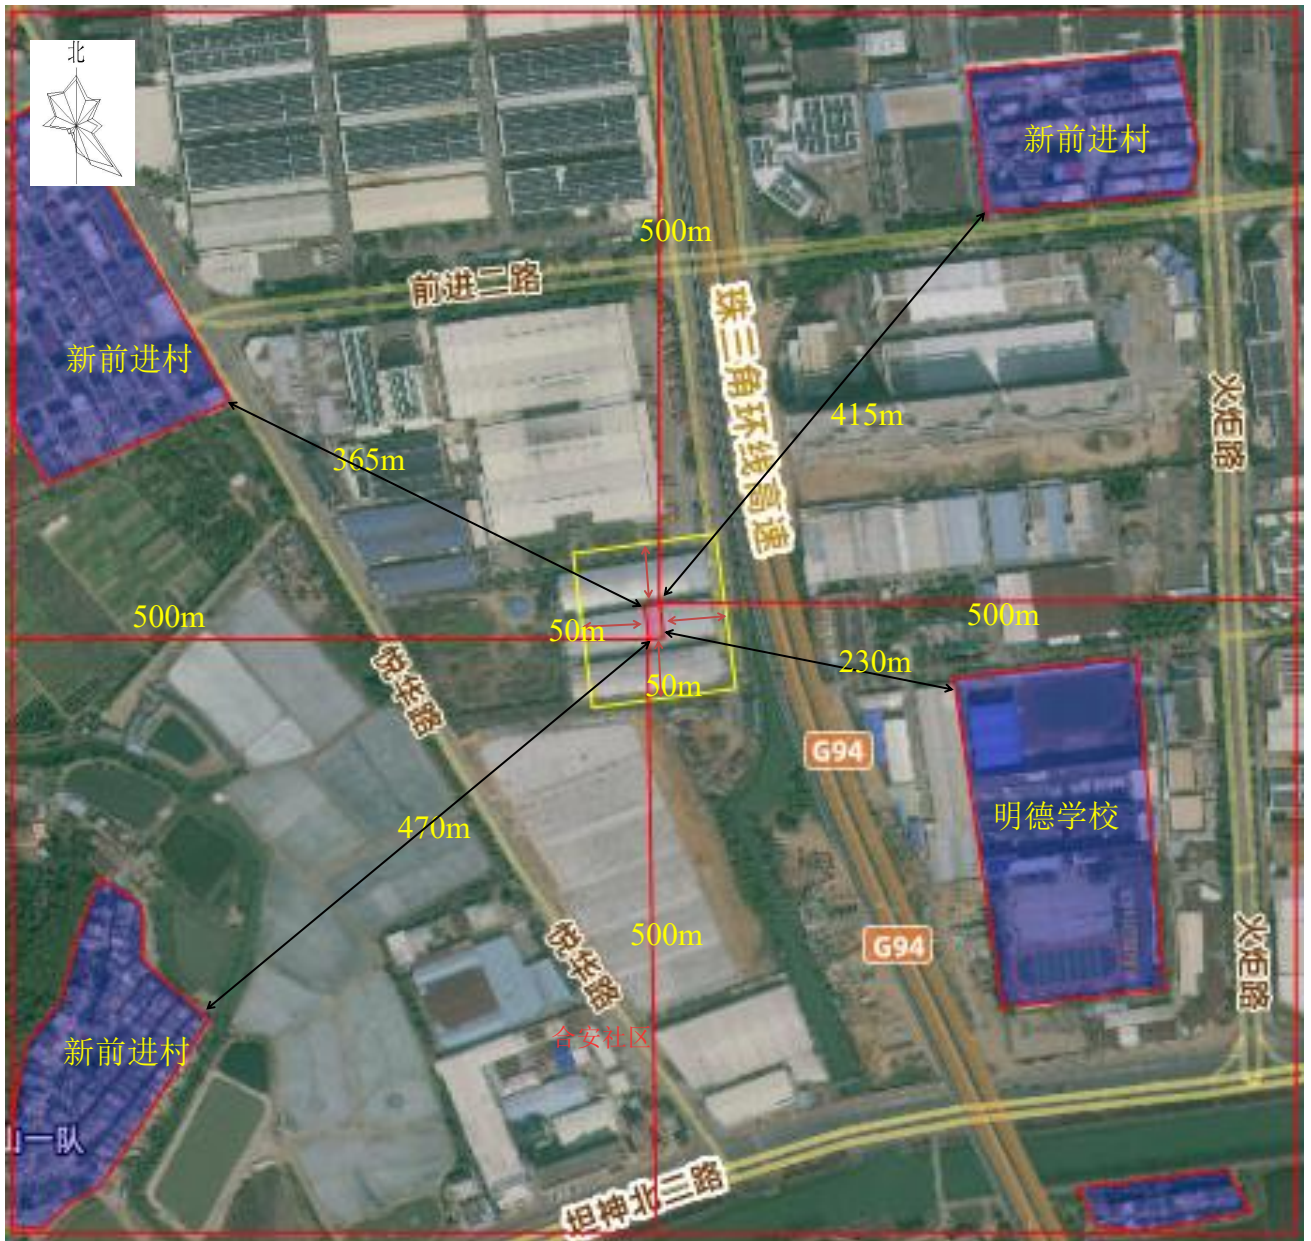 北
新前进村
500m
前进二路
珠三角环线高速
新前进村
415m
火炬路
365m
500m
50m
500m
230m
50m
悦华路
G94
明德学校
470m
悦华路
500m
G94
火炬路
合安社区
新前进村
山一队
坦神北二路